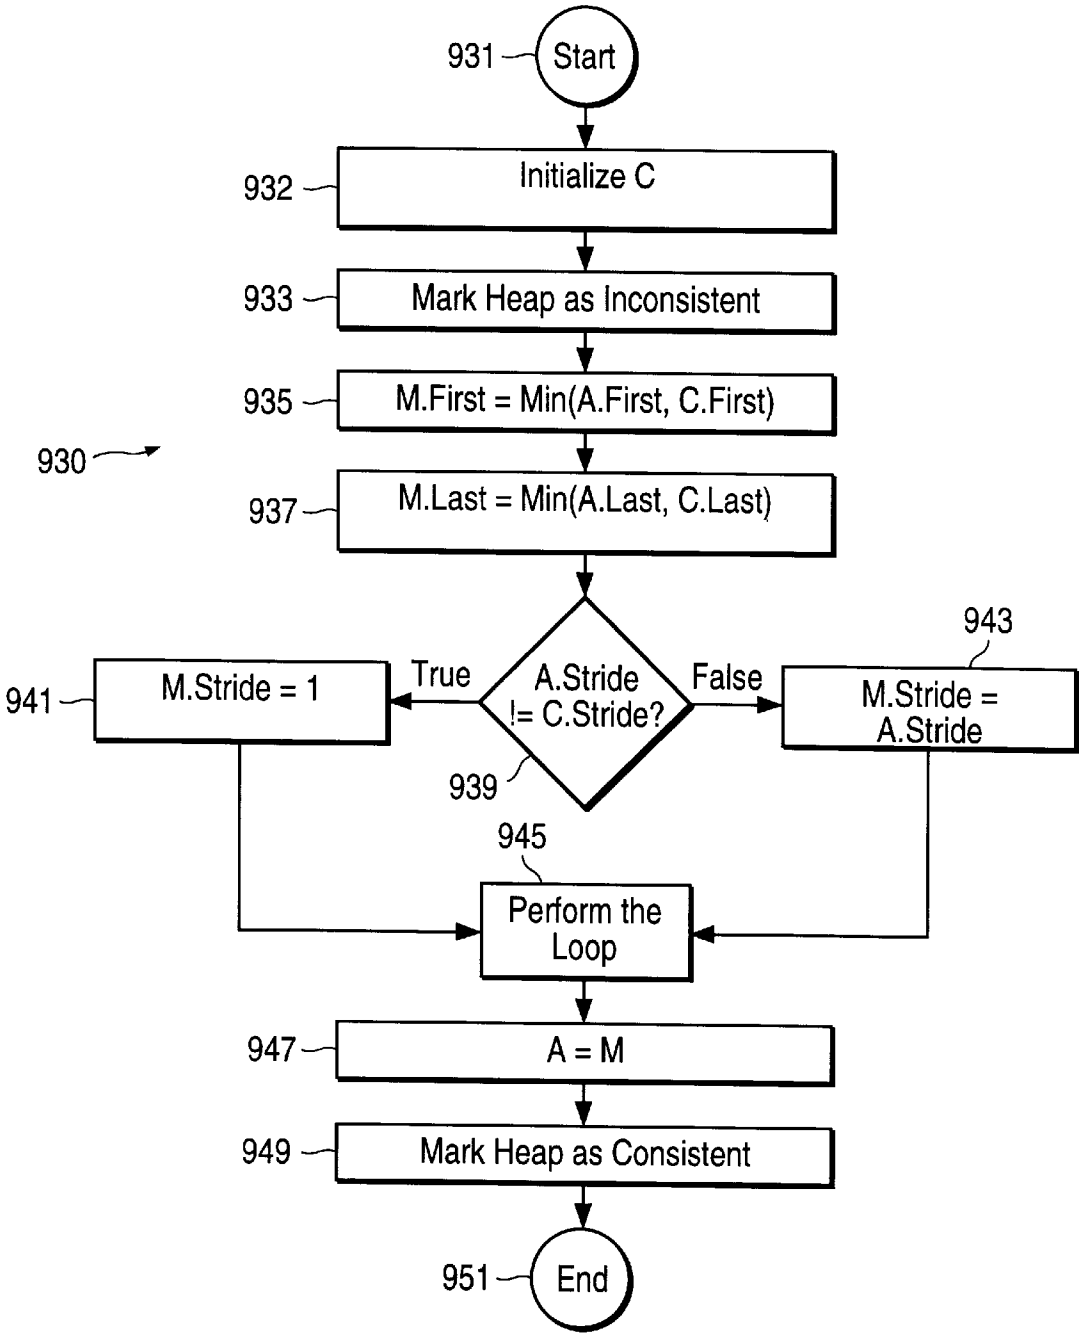 931
Start
932
Initialize C
933
Mark Heap as Inconsistent
935
M.First = Min(A.First, C.First)
930
937
M.Last = Min(A.Last, C.Last)
943
941
M.Stride = 1
True
A.Stride
!= C.Stride?
False
M.Stride =
A.Stride
939
945
Perform the
Loop
947
A = M
949
Mark Heap as Consistent
951
End